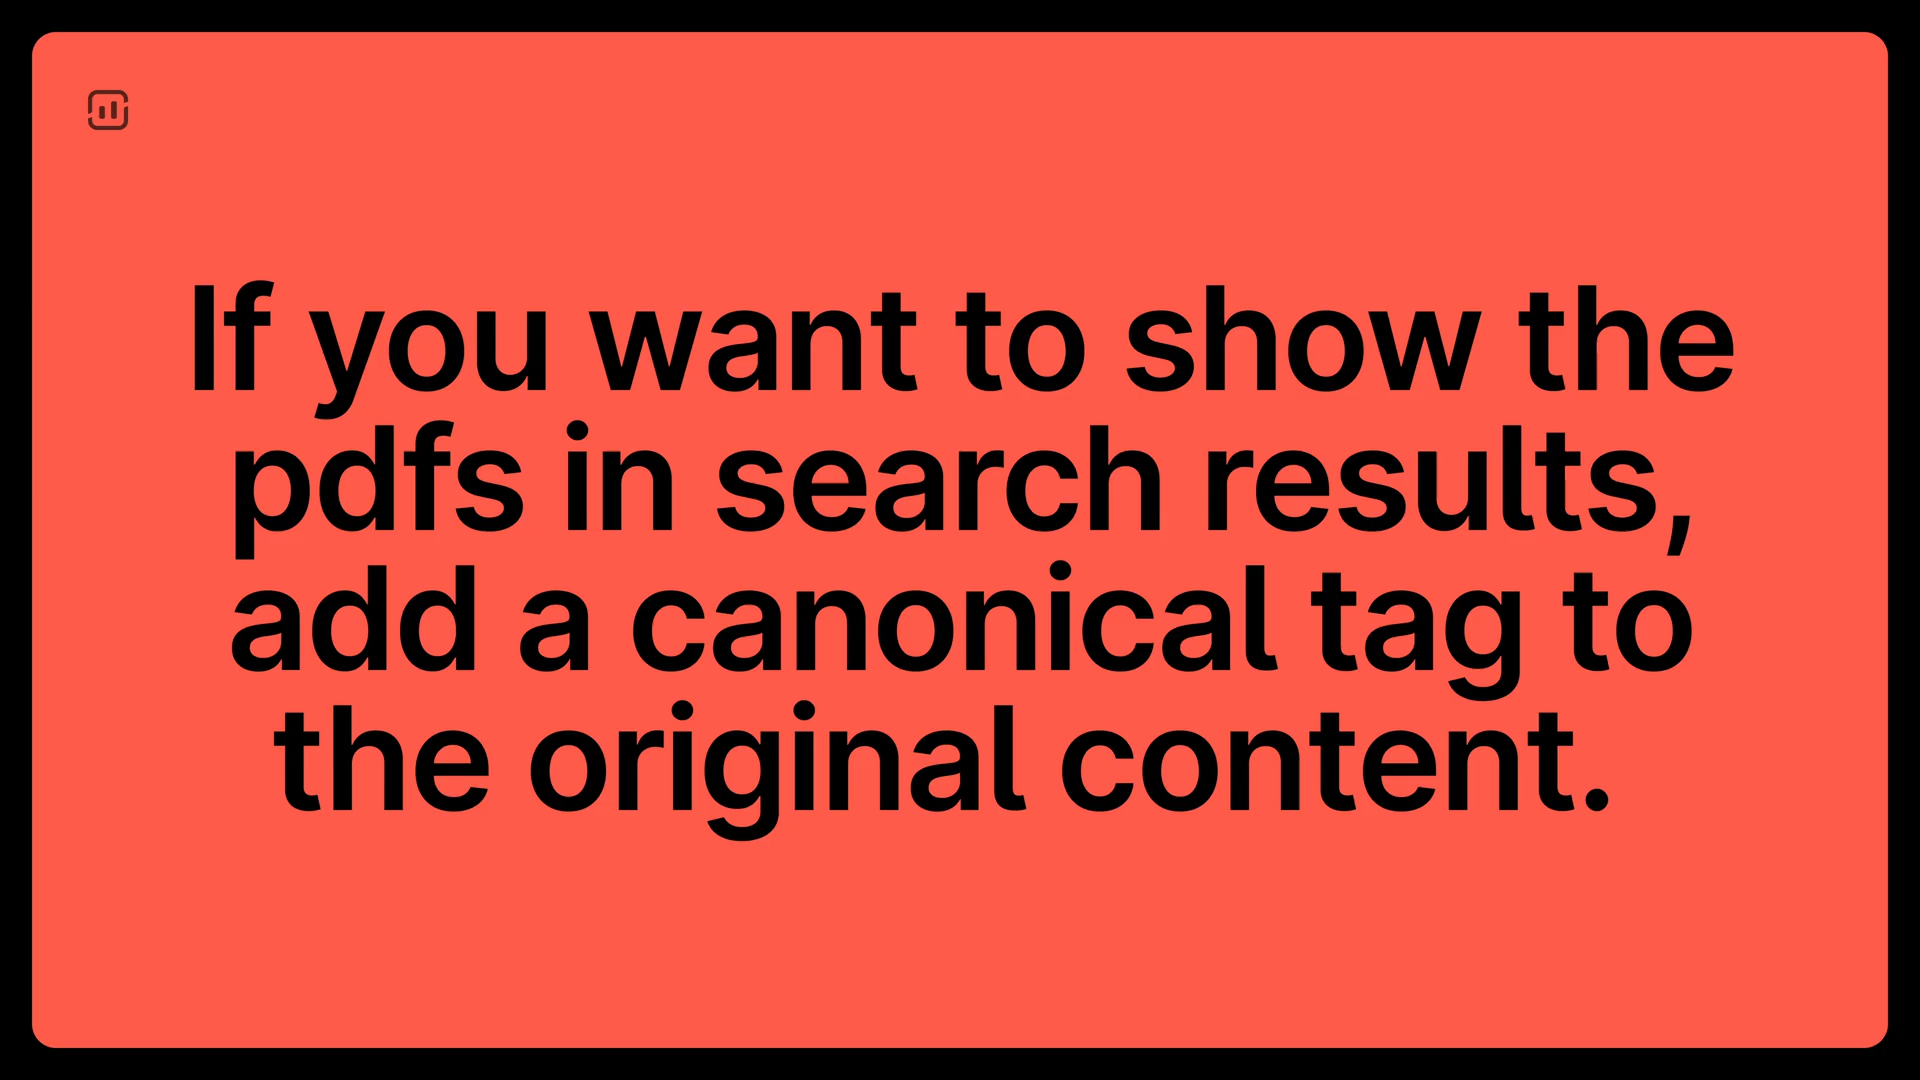 If you want to show the
pdfs in search results,
add a canonical tag to
the original content.